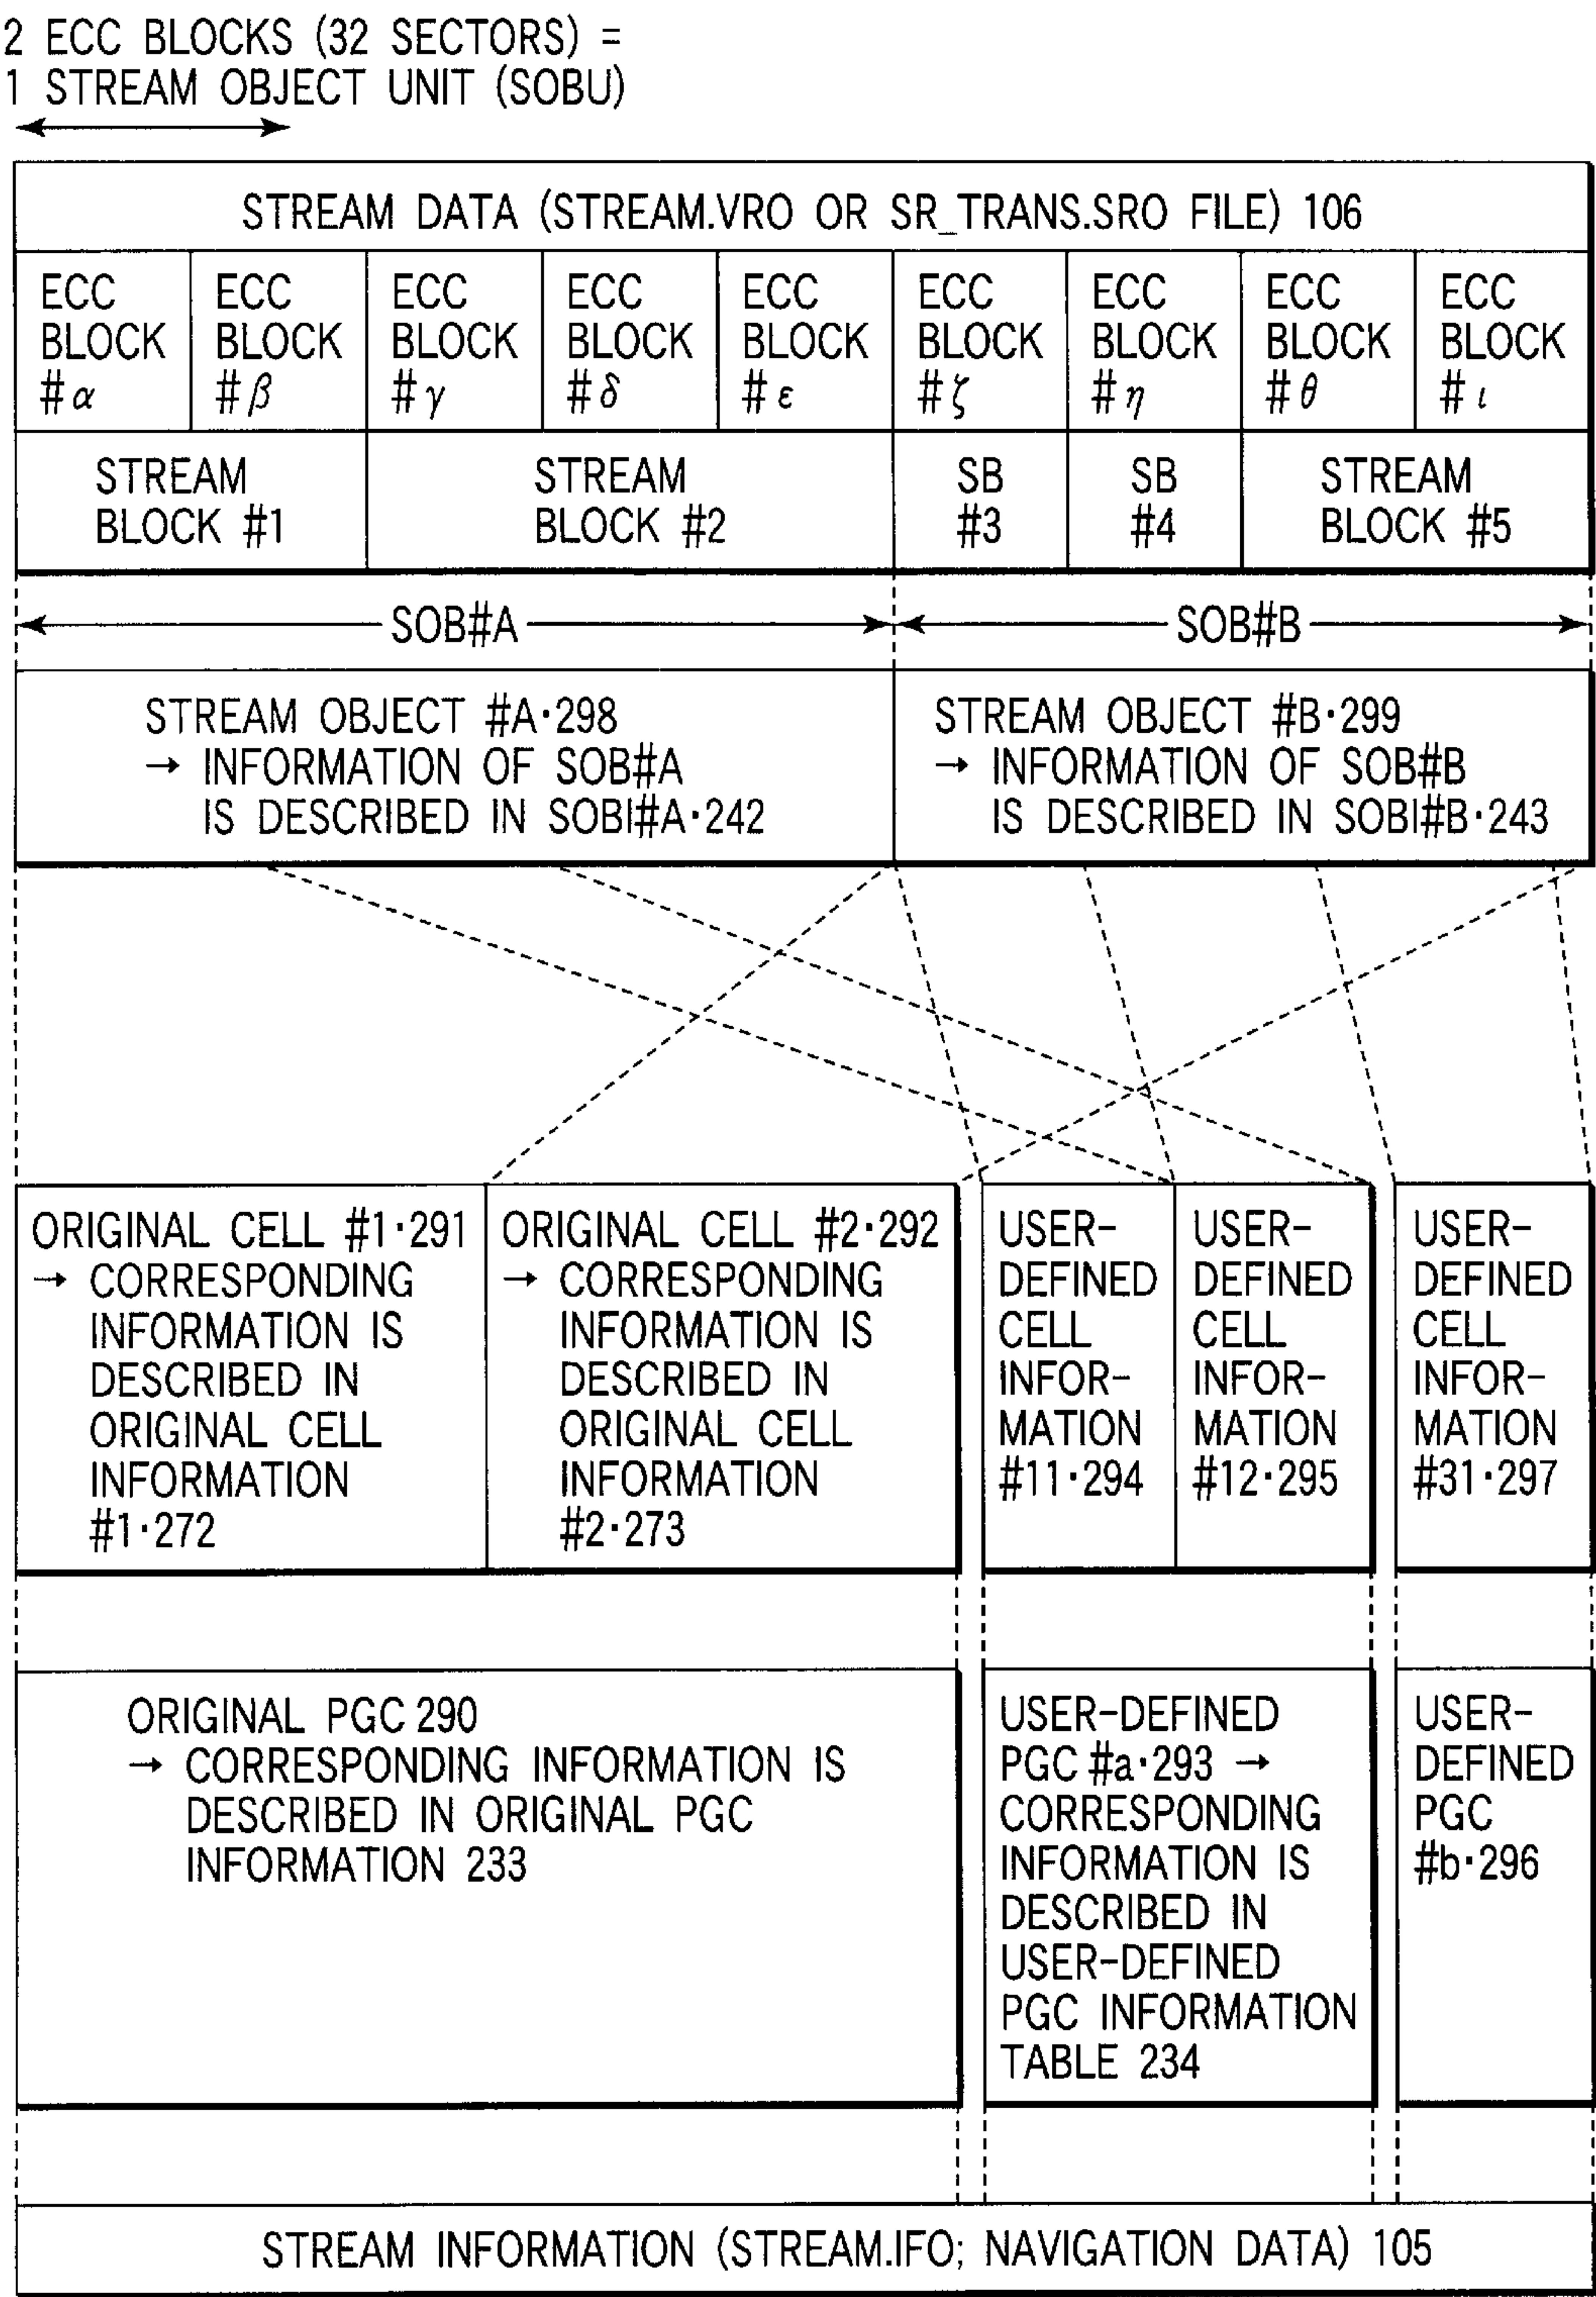 2 ECC BLOCKS (32 SECTORS) =
1 STREAM OBJECT UNIT (SOBU)
STREAM DATA (STREAM.VRO OR SR_TRANS.SRO FILE) 106
ECC
BLOCK
#α
ECC
BLOCK
#β
ECC
BLOCK
#γ
ECC
BLOCK
#δ
ECC
BLOCK
#ε
ECC
BLOCK
#ζ
ECC
BLOCK
#η
ECC
BLOCK
#θ
ECC
BLOCK
#ι
STREAM
BLOCK #1
STREAM
BLOCK #2
SB
#3
SB
#4
STREAM
BLOCK #5
SOB#A
SOB#B
STREAM OBJECT #A·298
→ INFORMATION OF SOB#A
IS DESCRIBED IN SOBI#A·242
STREAM OBJECT #B·299
→ INFORMATION OF SOB#B
IS DESCRIBED IN SOBI#B·243
ORIGINAL CELL #1·291
→ CORRESPONDING
INFORMATION IS
DESCRIBED IN
ORIGINAL CELL
INFORMATION
#1·272
ORIGINAL CELL #2·292
→ CORRESPONDING
INFORMATION IS
DESCRIBED IN
ORIGINAL CELL
INFORMATION
#2·273
USER-
DEFINED
CELL
INFOR-
MATION
#11·294
USER-
DEFINED
CELL
INFOR-
MATION
#12·295
USER-
DEFINED
CELL
INFOR-
MATION
#31·297
ORIGINAL PGC 290
→ CORRESPONDING INFORMATION IS
DESCRIBED IN ORIGINAL PGC
INFORMATION 233
USER-DEFINED
PGC #a·293 →
CORRESPONDING
INFORMATION IS
DESCRIBED IN
USER-DEFINED
PGC INFORMATION
TABLE 234
USER-
DEFINED
PGC
#b·296
STREAM INFORMATION (STREAM.IFO; NAVIGATION DATA) 105